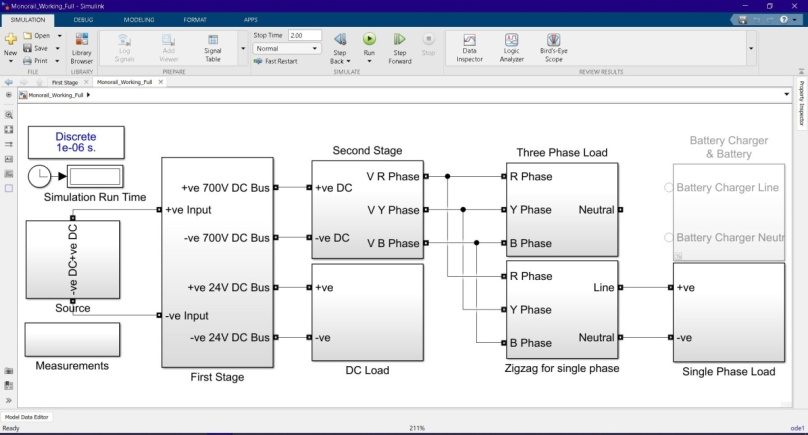 Monorail_Working_Full - Simulink
SIMULATION
DEBUG
MODELING
FORMAT
APPS
New
Open
Save
Print
FILE
Library
Browser
LIBRARY
Log
Signals
Add
Viewer
Signal
Table
PREPARE
Stop Time 2.00
Normal
Fast Restart
Step
Back
Run
Step
Forward
Stop
SIMULATE
Data
Inspector
Logic
Analyzer
Bird's-Eye
Scope
REVIEW RESULTS
First Stage
Monorail_Working_Full
Monorail_Working_Full
Property Inspector
Discrete
1e-06 s.
Simulation Run Time
-ve DC+ve DC
Source
Measurements
+ve Input
-ve Input
+ve 700V DC Bus
-ve 700V DC Bus
+ve 24V DC Bus
-ve 24V DC Bus
First Stage
Second Stage
+ve DC
-ve DC
V R Phase
V Y Phase
V B Phase
+ve
-ve
DC Load
Three Phase Load
R Phase
Y Phase
B Phase
Neutral
R Phase
Y Phase
B Phase
Line
Neutral
Zigzag for single phase
Battery Charger
& Battery
Battery Charger Line
Battery Charger Neutr
+ve
-ve
Single Phase Load
Model Data Editor
Ready
211%
ode1